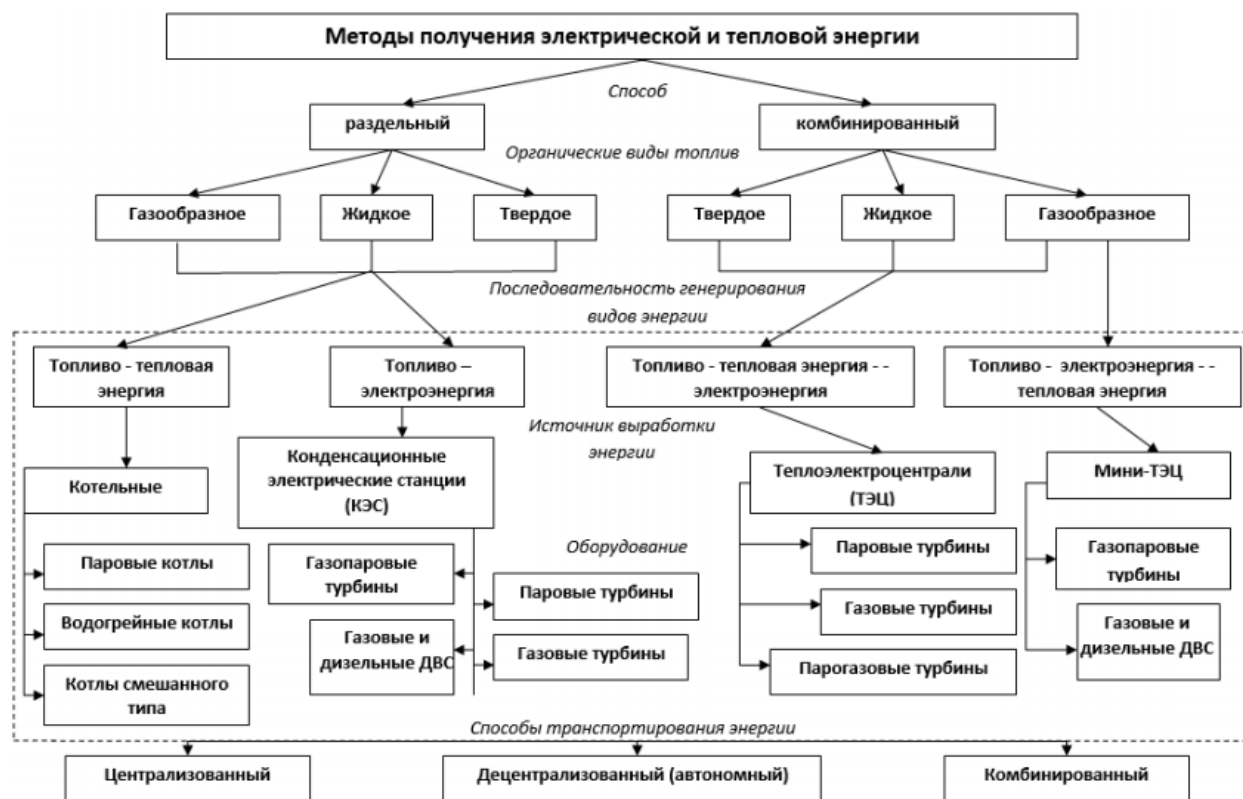 Методы получения электрической и тепловой энергии
Способ
раздельный
комбинированный
Органические виды топлив
Газообразное
Жидкое
Твердое
Твердое
Жидкое
Газообразное
Последовательность генерирования
видов энергии
Топливо - тепловая
энергия
Топливо –
электроэнергия
Топливо - тепловая энергия - -
электроэнергия
Топливо - электроэнергия - -
тепловая энергия
Источник выработки
энергии
Котельные
Конденсационные
электрические станции
(КЭС)
Теплоэлектроцентрали
(ТЭЦ)
Мини-ТЭЦ
Оборудование
Паровые котлы
Водогрейные котлы
Котлы смешанного
типа
Газопаровые
турбины
Газовые и
дизельные ДВС
Паровые турбины
Газовые турбины
Паровые турбины
Газовые турбины
Парогазовые турбины
Газопаровые
турбины
Газовые и
дизельные ДВС
Способы транспортирования энергии
Централизованный
Децентрализованный (автономный)
Комбинированный